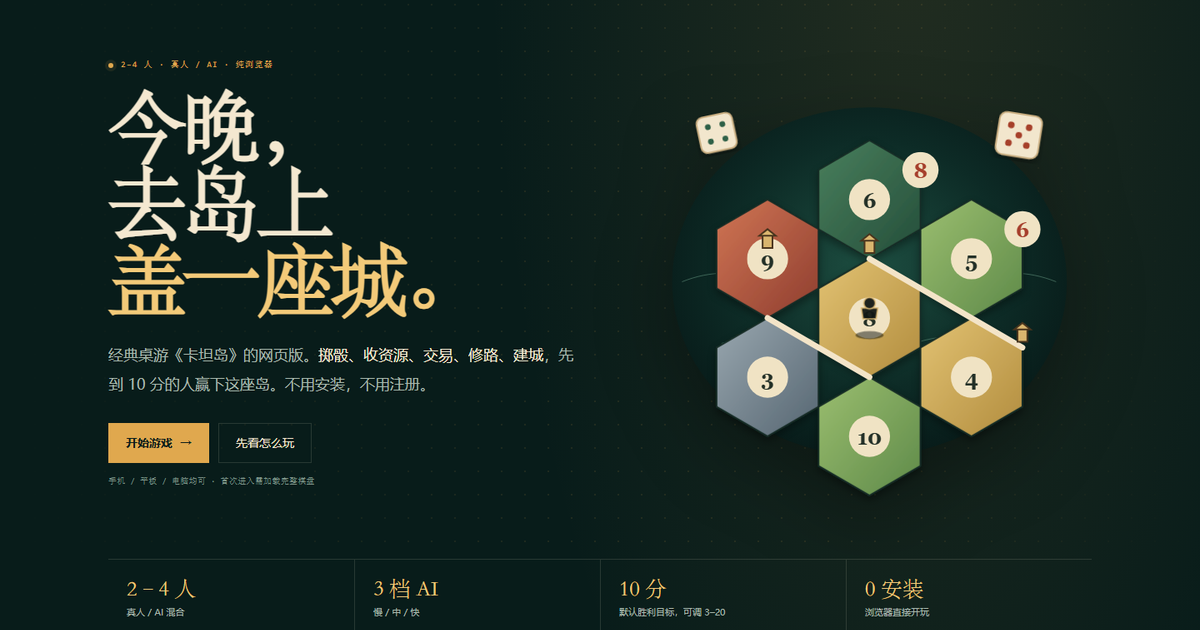 2–4 人 · 真人 / AI · 纯浏览器
今晚，
去岛上
盖一座城。
经典桌游《卡坦岛》的网页版。掷骰、收资源、交易、修路、建城，先
到 10 分的人赢下这座岛。不用安装，不用注册。
开始游戏 →
先看怎么玩
手机 / 平板 / 电脑均可 · 首次进入需加载完整棋盘
8
6
6
9
5
3
4
10
2 – 4 人
真人 / AI 混合
3 档 AI
慢 / 中 / 快
10 分
默认胜利目标，可调 3–20
0 安装
浏览器直接开玩